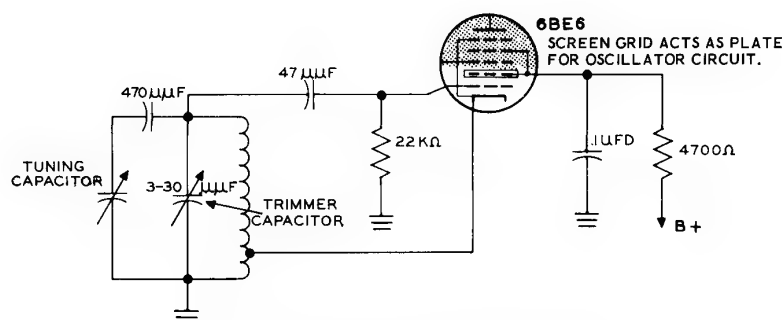 6BE6
SCREEN GRID ACTS AS PLATE
FOR OSCILLATOR CIRCUIT.
47µµF
470µµF
22KΩ
.1UFD
4700Ω
TUNING
CAPACITOR
3-30 µµF
TRIMMER
CAPACITOR
B+